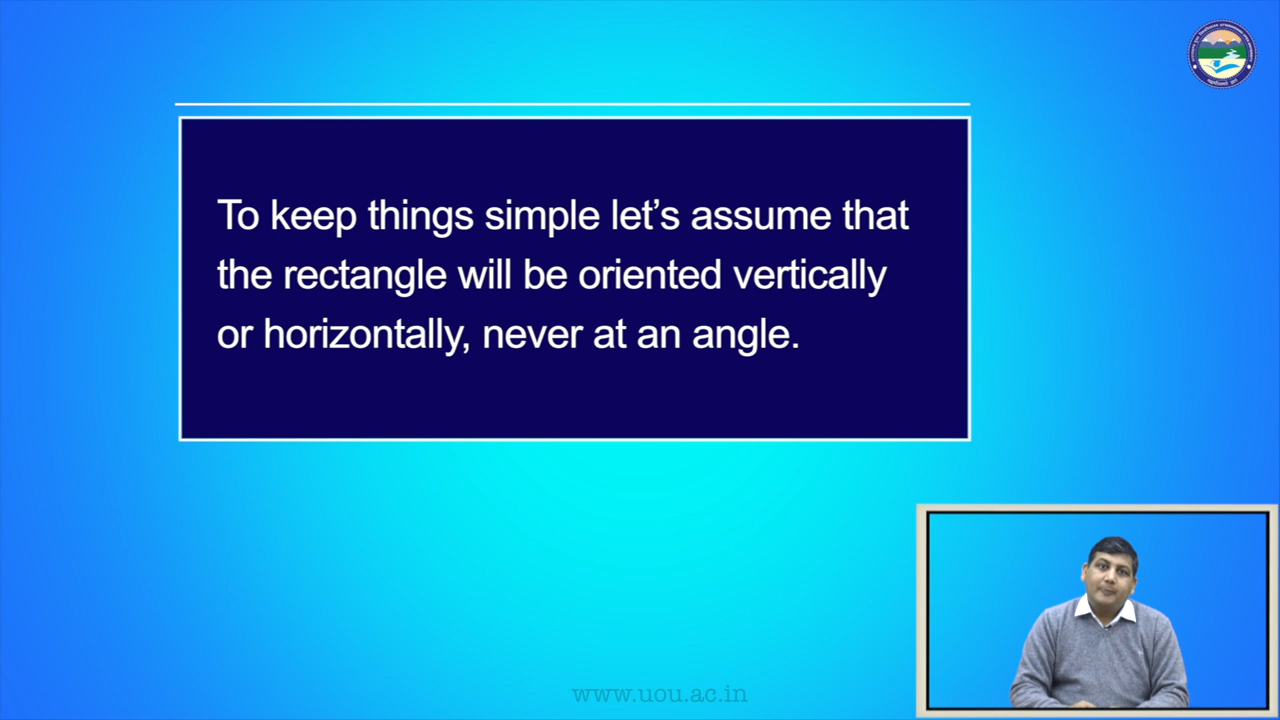 To keep things simple let’s assume that
the rectangle will be oriented vertically
or horizontally, never at an angle.
www.uou.ac.in